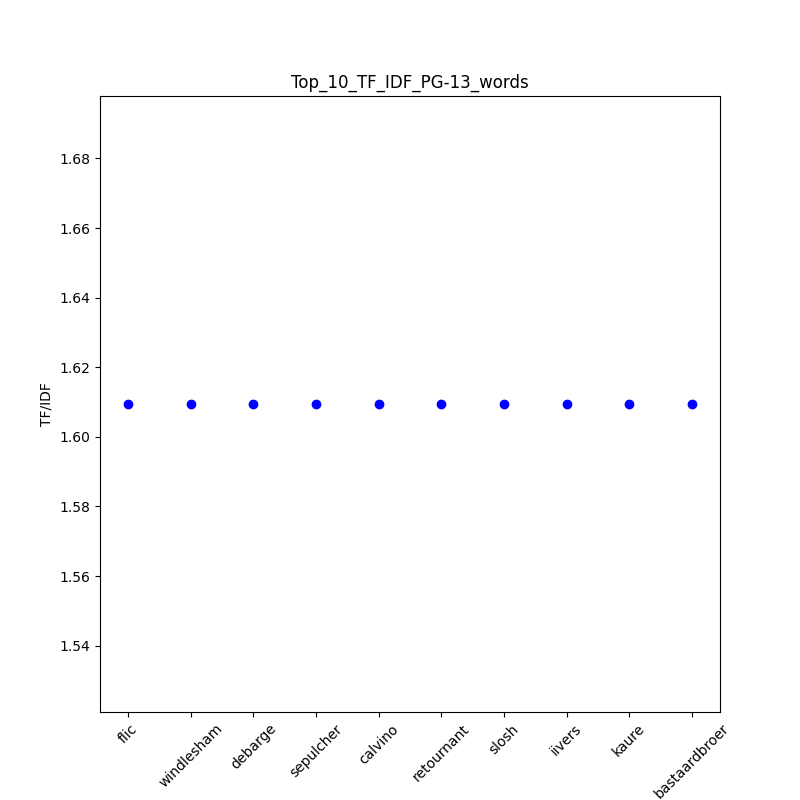 Top_10_TF_IDF_PG-13_words
TF/IDF
1.68
1.66
1.64
1.62
1.60
1.58
1.56
1.54
flic
windlesham
debarge
sepulcher
calvino
retournant
slosh
iivers
kaure
bastaardbroer